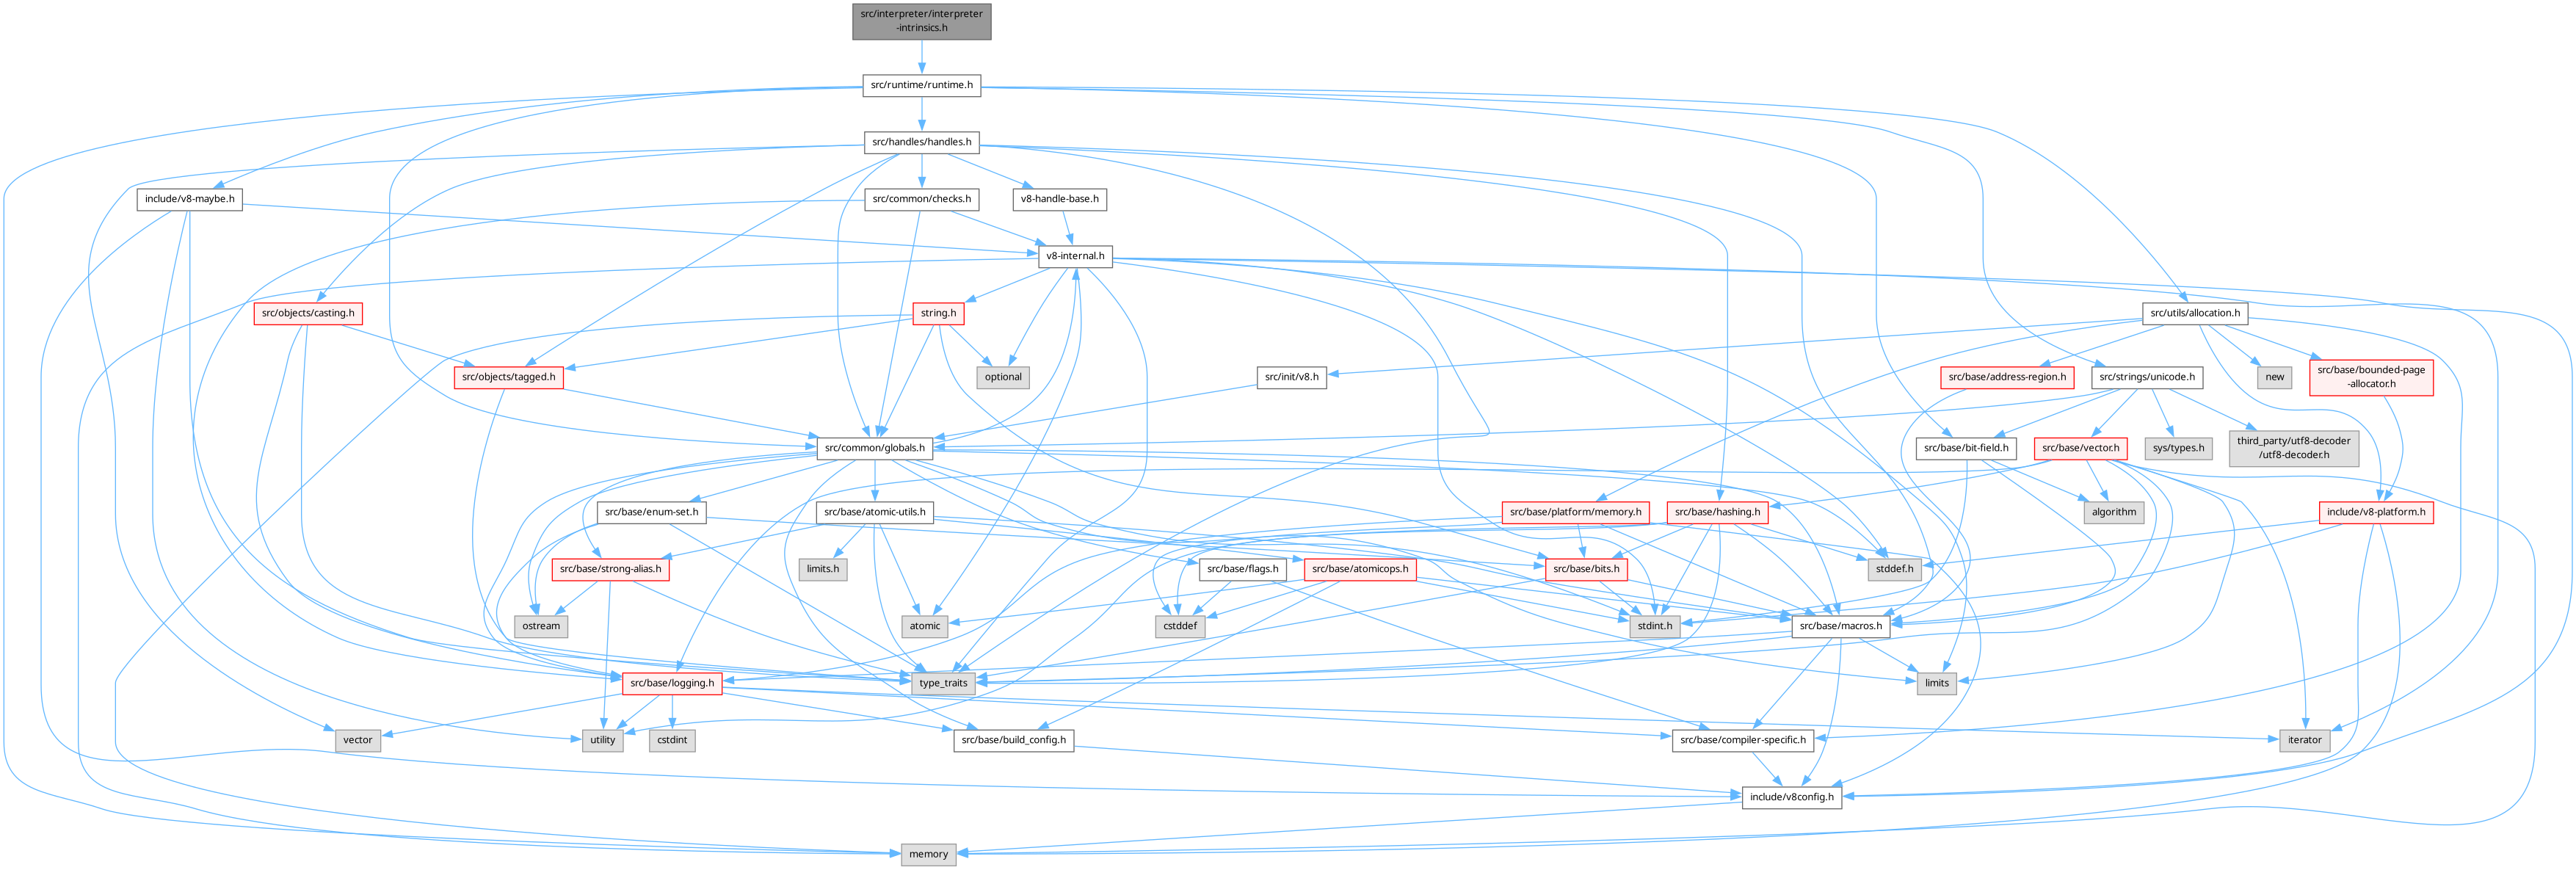 src/interpreter/interpreter
-intrinsics.h
src/runtime/runtime.h
src/handles/handles.h
include/v8-maybe.h
src/common/checks.h
v8-handle-base.h
v8-internal.h
src/objects/casting.h
string.h
src/utils/allocation.h
src/objects/tagged.h
optional
src/init/v8.h
src/base/address-region.h
src/strings/unicode.h
new
src/base/bounded-page
-allocator.h
src/common/globals.h
src/base/bit-field.h
src/base/vector.h
sys/types.h
third_party/utf8-decoder
/utf8-decoder.h
src/base/enum-set.h
src/base/atomic-utils.h
src/base/platform/memory.h
src/base/hashing.h
algorithm
include/v8-platform.h
src/base/strong-alias.h
limits.h
src/base/flags.h
src/base/atomicops.h
src/base/bits.h
stddef.h
ostream
atomic
cstddef
stdint.h
src/base/macros.h
src/base/logging.h
type_traits
limits
vector
utility
cstdint
src/base/build_config.h
src/base/compiler-specific.h
iterator
include/v8config.h
memory